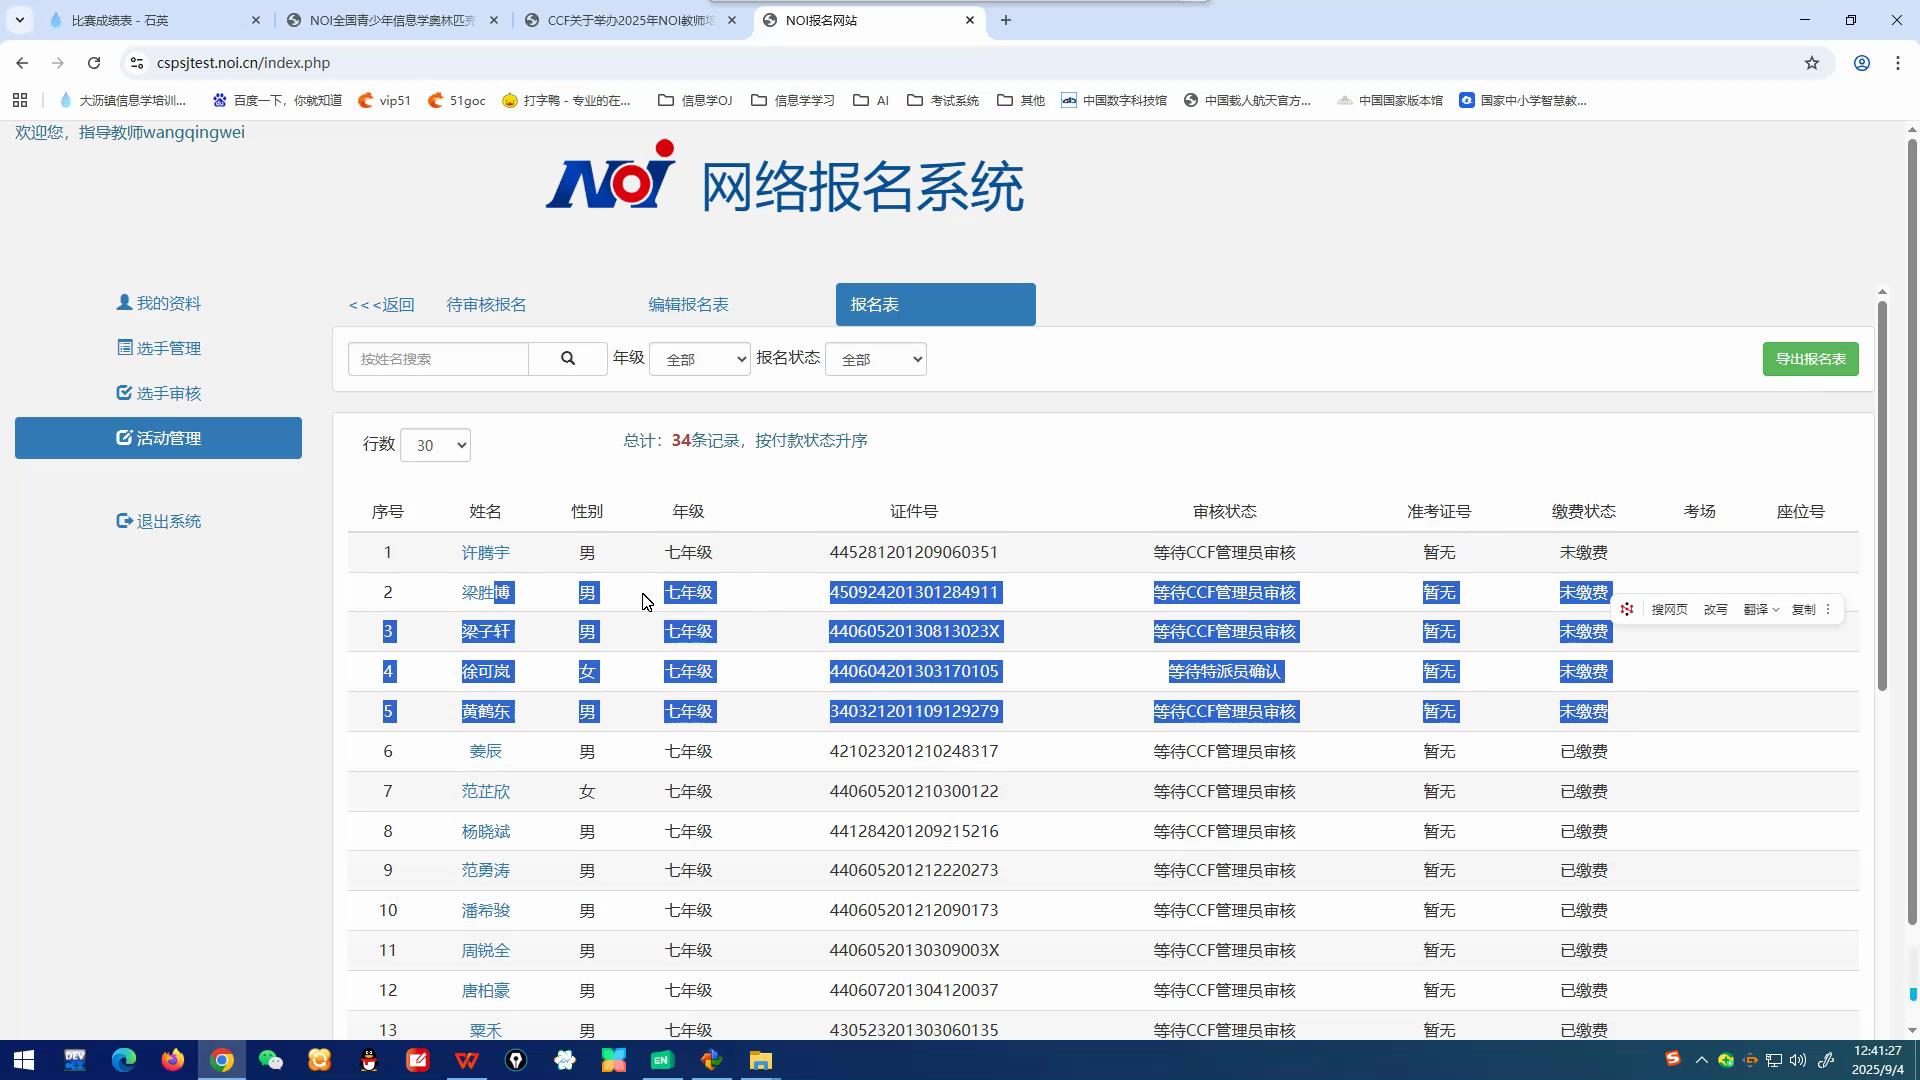 比赛成绩表 - 石英
NOI全国青少年信息学奥林匹克
CCF关于举办2025年NOI教师培
NOI报名网站
cspsjtest.noi.cn/index.php
大沥镇信息学培训...
百度一下，你就知道
vip51
51goc
打字鸭 - 专业的在...
信息学OJ
信息学学习
AI
考试系统
其他
中国数字科技馆
中国载人航天官方...
中国国家版本馆
国家中小学智慧教...
欢迎您，指导教师wangqingwei
NOI 网络报名系统
我的资料
选手管理
选手审核
活动管理
退出系统
<<<返回 待审核报名 编辑报名表 报名表
按姓名搜索 年级 全部 报名状态 全部 导出报名表
行数 30 总计：34条记录，按付款状态升序
序号 姓名 性别 年级 证件号 审核状态 准考证号 缴费状态 考场 座位号
1 许腾宇 男 七年级 445281201209060351 等待CCF管理员审核 暂无 未缴费
2 梁胜博 男 七年级 450924201301284911 等待CCF管理员审核 暂无 未缴费
搜网页 改写 翻译 复制
3 梁子轩 男 七年级 44060520130813023X 等待CCF管理员审核 暂无 未缴费
4 徐可岚 女 七年级 440604201303170105 等待特派员确认 暂无 未缴费
5 黄鹤东 男 七年级 340321201109129279 等待CCF管理员审核 暂无 未缴费
6 姜辰 男 七年级 421023201210248317 等待CCF管理员审核 暂无 已缴费
7 范芷欣 女 七年级 440605201210300122 等待CCF管理员审核 暂无 已缴费
8 杨晓斌 男 七年级 441284201209215216 等待CCF管理员审核 暂无 已缴费
9 范勇涛 男 七年级 440605201212220273 等待CCF管理员审核 暂无 已缴费
10 潘希骏 男 七年级 440605201212090173 等待CCF管理员审核 暂无 已缴费
11 周锐全 男 七年级 44060520130309003X 等待CCF管理员审核 暂无 已缴费
12 唐柏豪 男 七年级 440607201304120037 等待CCF管理员审核 暂无 已缴费
13 粟禾 男 七年级 430523201303060135 等待CCF管理员审核 暂无 已缴费
DEV
EN
12:41:27
2025/9/4